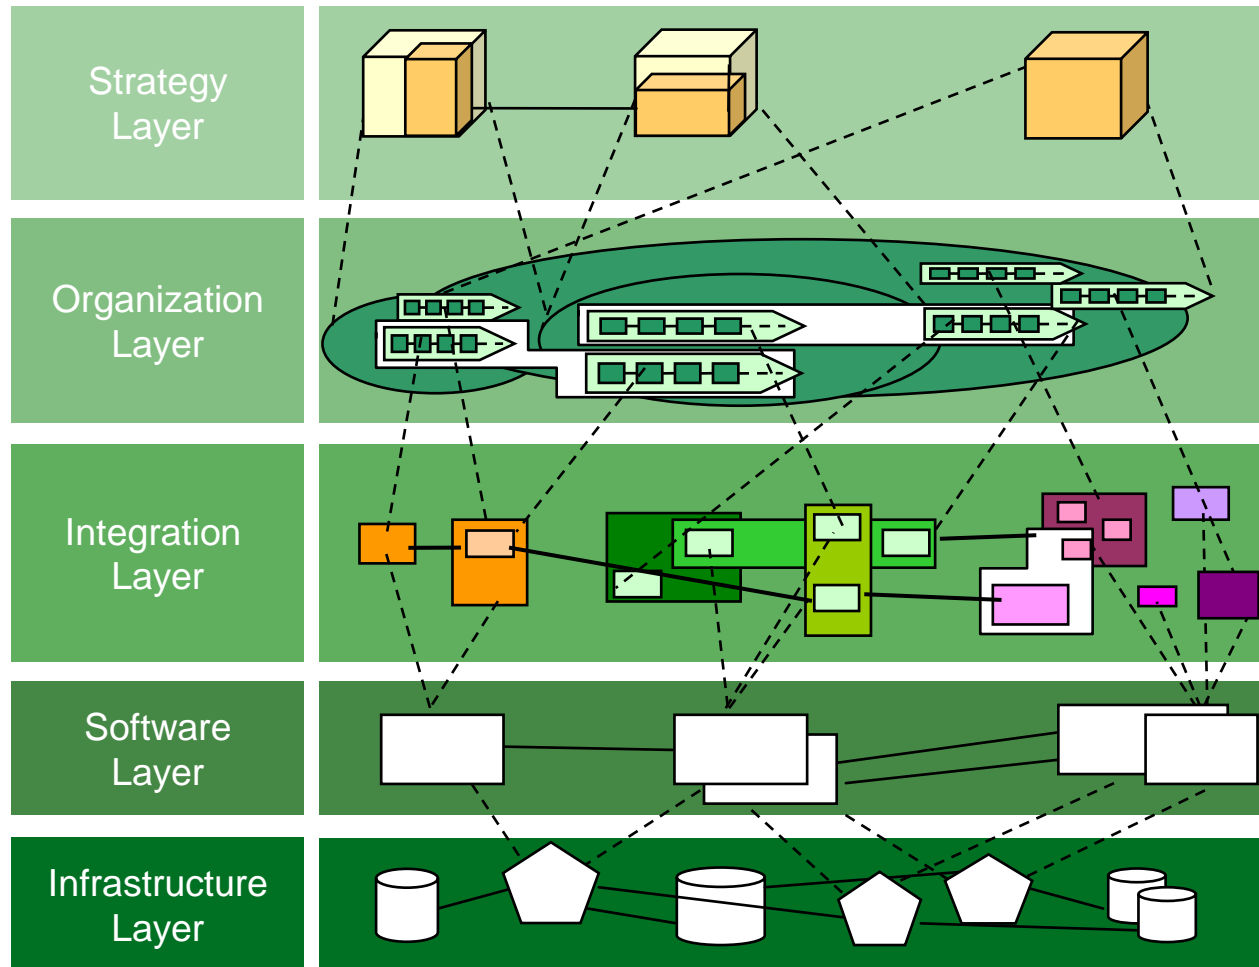 Strategy
Layer
Organization
Layer
Integration
Layer
Software
Layer
Infrastructure
Layer